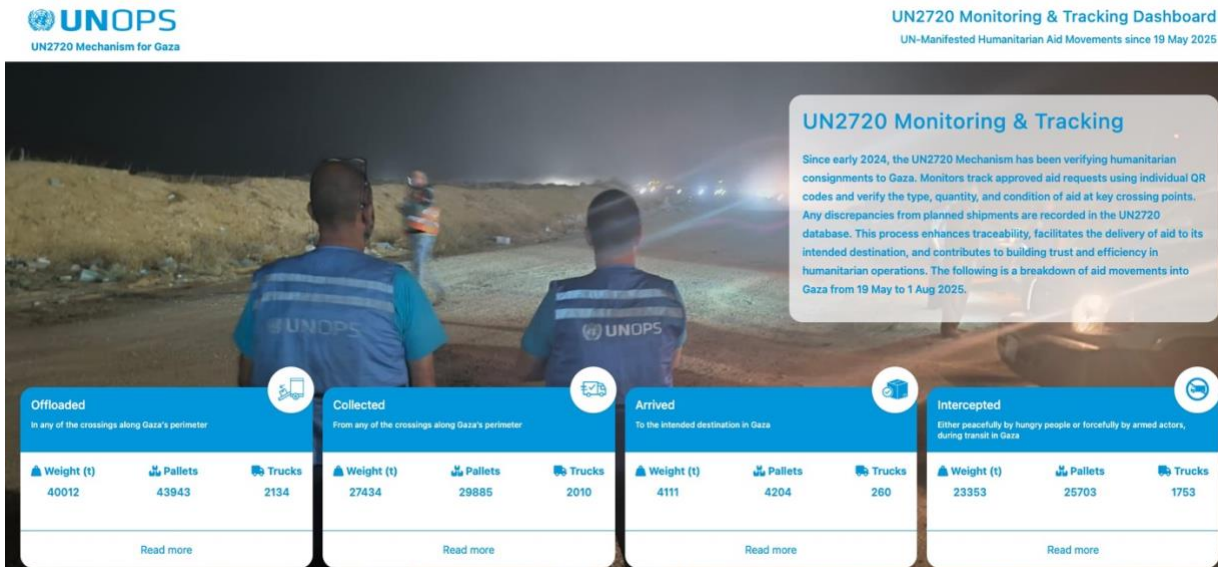 UNOPS
UN2720 Mechanism for Gaza
UN2720 Monitoring & Tracking Dashboard
UN-Manifested Humanitarian Aid Movements since 19 May 2025
UN2720 Monitoring & Tracking
Since early 2024, the UN2720 Mechanism has been verifying humanitarian
consignments to Gaza. Monitors track approved aid requests using individual QR
codes and verify the type, quantity, and condition of aid at key crossing points.
Any discrepancies from planned shipments are recorded in the UN2720
database. This process enhances traceability, facilitates the delivery of aid to its
intended destination, and contributes to building trust and efficiency in
humanitarian operations. The following is a breakdown of aid movements into
Gaza from 19 May to 1 Aug 2025.
UNOPS
UNOPS
Offloaded
In any of the crossings along Gaza's perimeter
Weight (t) Pallets Trucks
40012 43943 2134
Read more
Collected
From any of the crossings along Gaza's perimeter
Weight (t) Pallets Trucks
27434 29885 2010
Read more
Arrived
To the intended destination in Gaza
Weight (t) Pallets Trucks
4111 4204 260
Read more
Intercepted
Either peacefully by hungry people or forcefully by armed actors,
during transit in Gaza
Weight (t) Pallets Trucks
23353 25703 1753
Read more